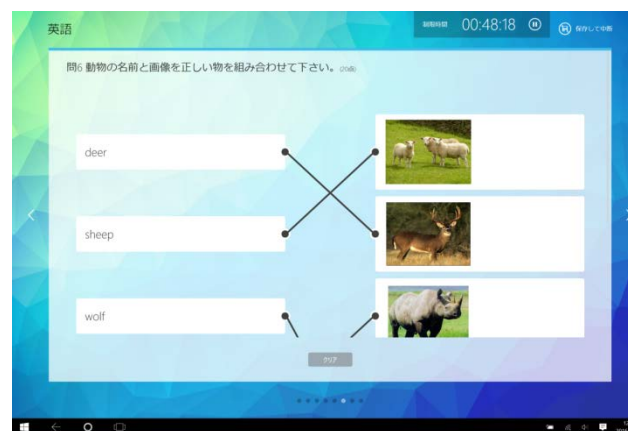 英語
制限時間 00:48:18
保存して中断
問6 動物の名前と画像を正しい物を組み合わせて下さい。
deer
sheep
wolf
クリア